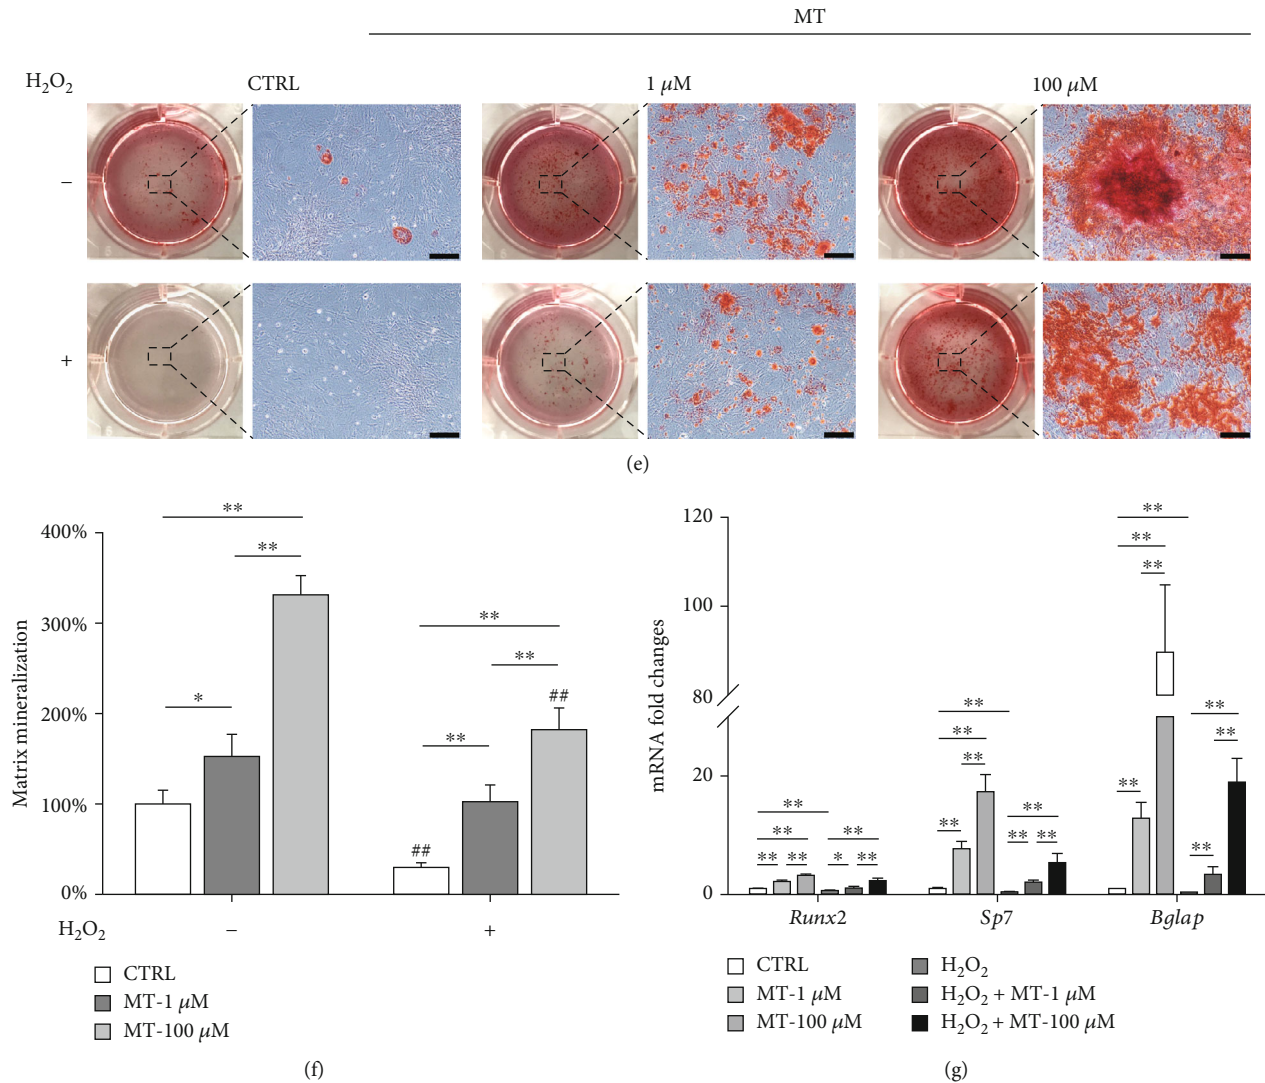 MT
H₂O₂
CTRL
1 μM
100 μM
−
+
(e)
Matrix mineralization
400%
300%
200%
100%
0%
**
**
*
**
**
**
##
##
H₂O₂
−
+
CTRL
MT-1 μM
MT-100 μM
(f)
mRNA fold changes
120
100
80
20
0
**
**
** **
**
* **
**
**
**
**
**
** **
**
**
**
**
**
**
**
Runx2
Sp7
Bglap
CTRL
MT-1 μM
MT-100 μM
H₂O₂
H₂O₂ + MT-1 μM
H₂O₂ + MT-100 μM
(g)